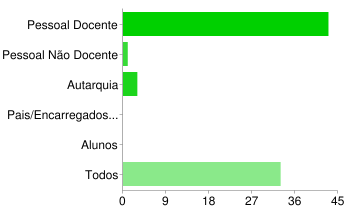 Pessoal Docente
Pessoal Não Docente
Autarquia
Pais/Encarregados...
Alunos
Todos
0 9 18 27 36 45